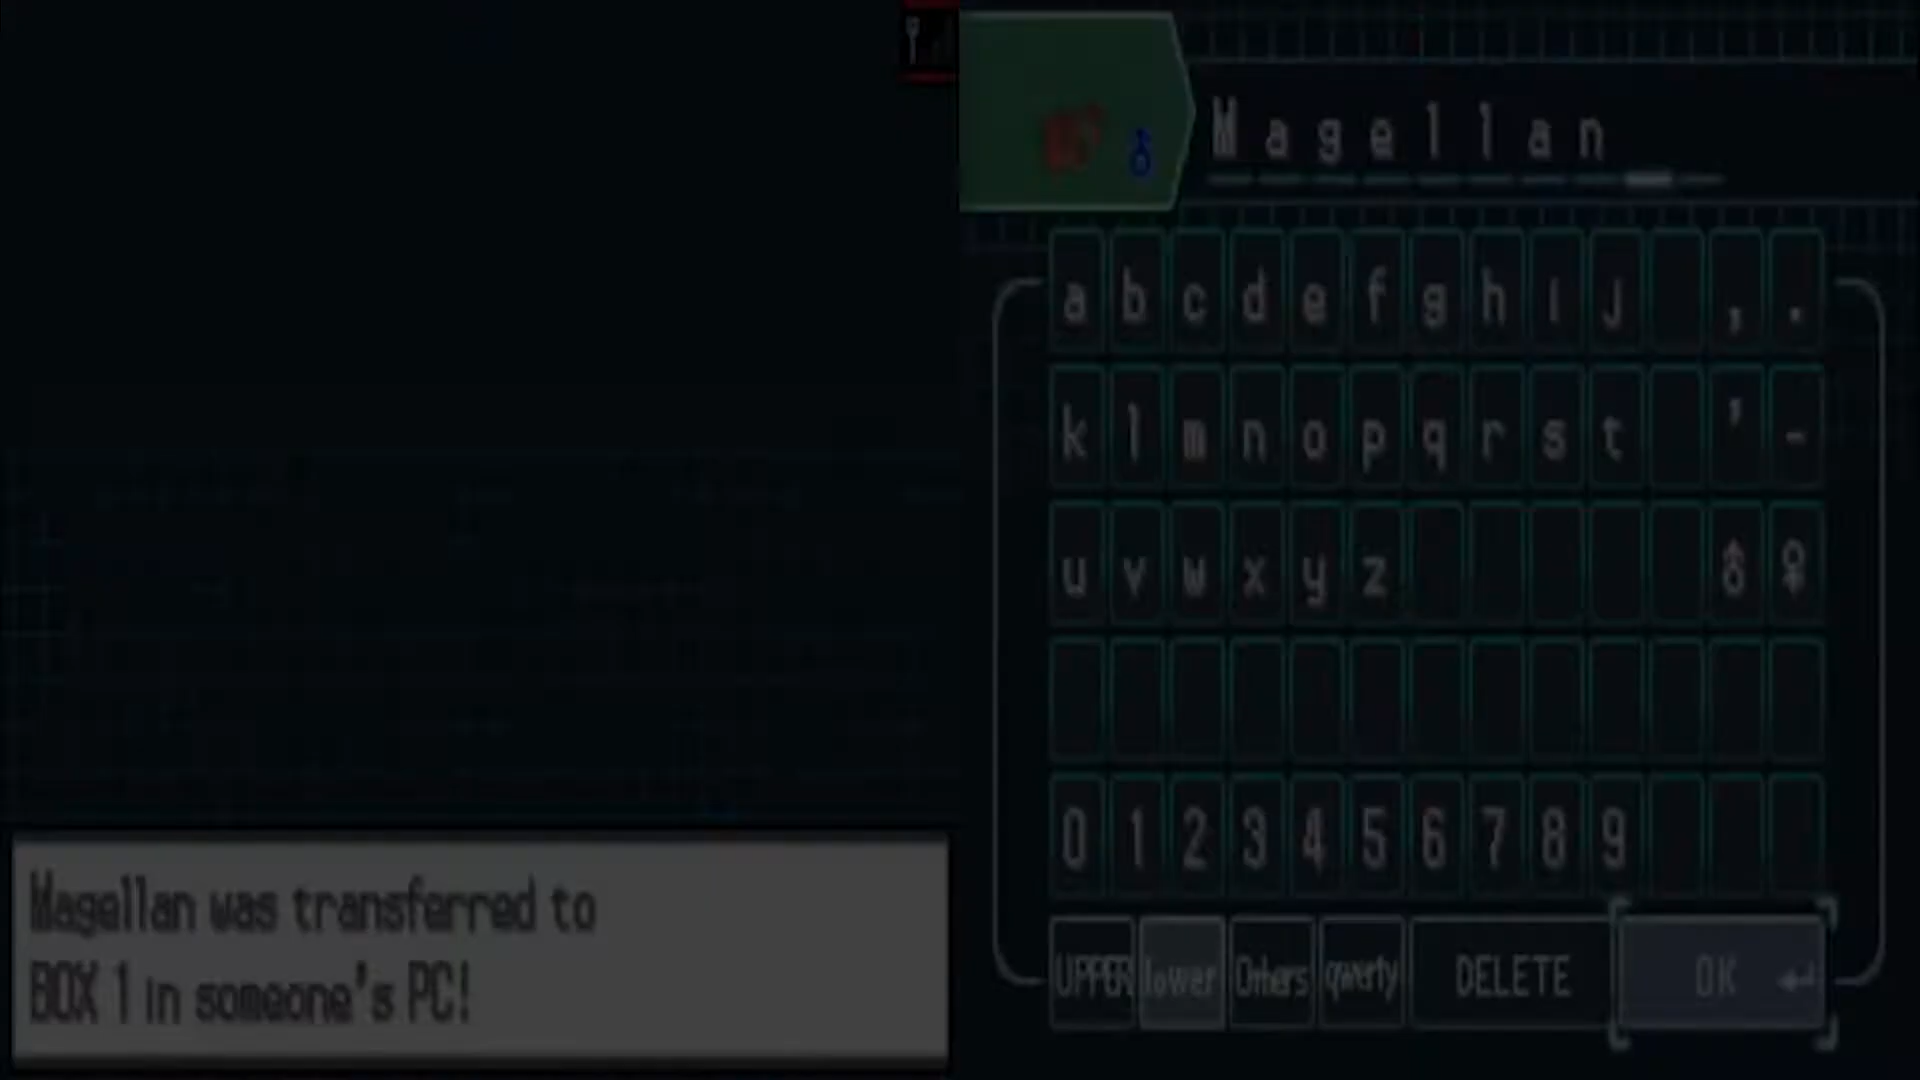 Magellan was transferred to
BOX 1 in someone's PC!
Magellan
a b c d e f g h i j , .
k l m n o p q r s t ' -
u v w x y z ♂ ♀
0 1 2 3 4 5 6 7 8 9
UPPER lower Others qwerty DELETE OK